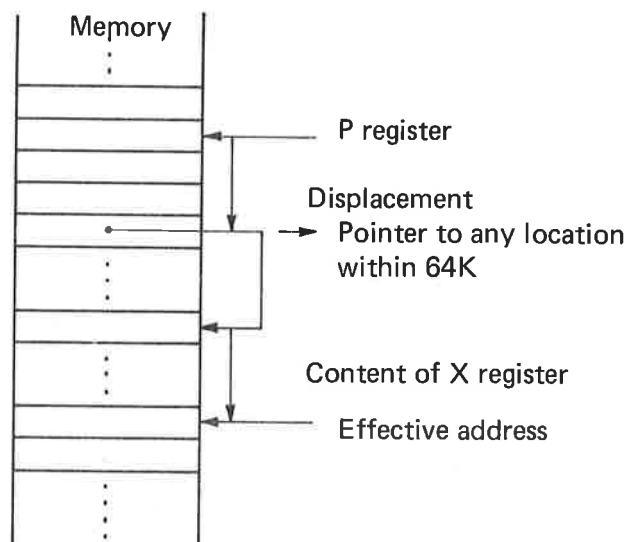 Memory
P register
Displacement
Pointer to any location
within 64K
Content of X register
Effective address